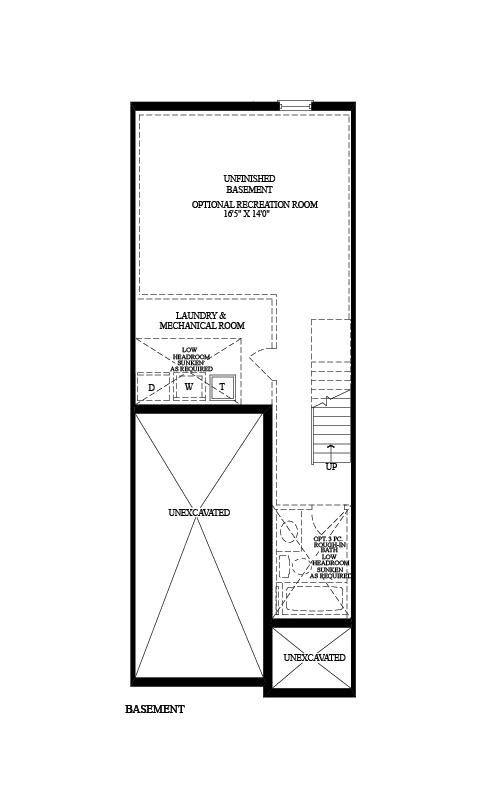 UNFINISHED
BASEMENT
OPTIONAL RECREATION ROOM
16'5" X 14'0"
LAUNDRY &
MECHANICAL ROOM
LOW
HEADROOM
SUNKEN
AS REQUIRED
D W T
UP
UNEXCAVATED
OPT. 3 PC.
ROUGH-IN
BATH
LOW
HEADROOM
SUNKEN
AS REQUIRED
UNEXCAVATED
BASEMENT